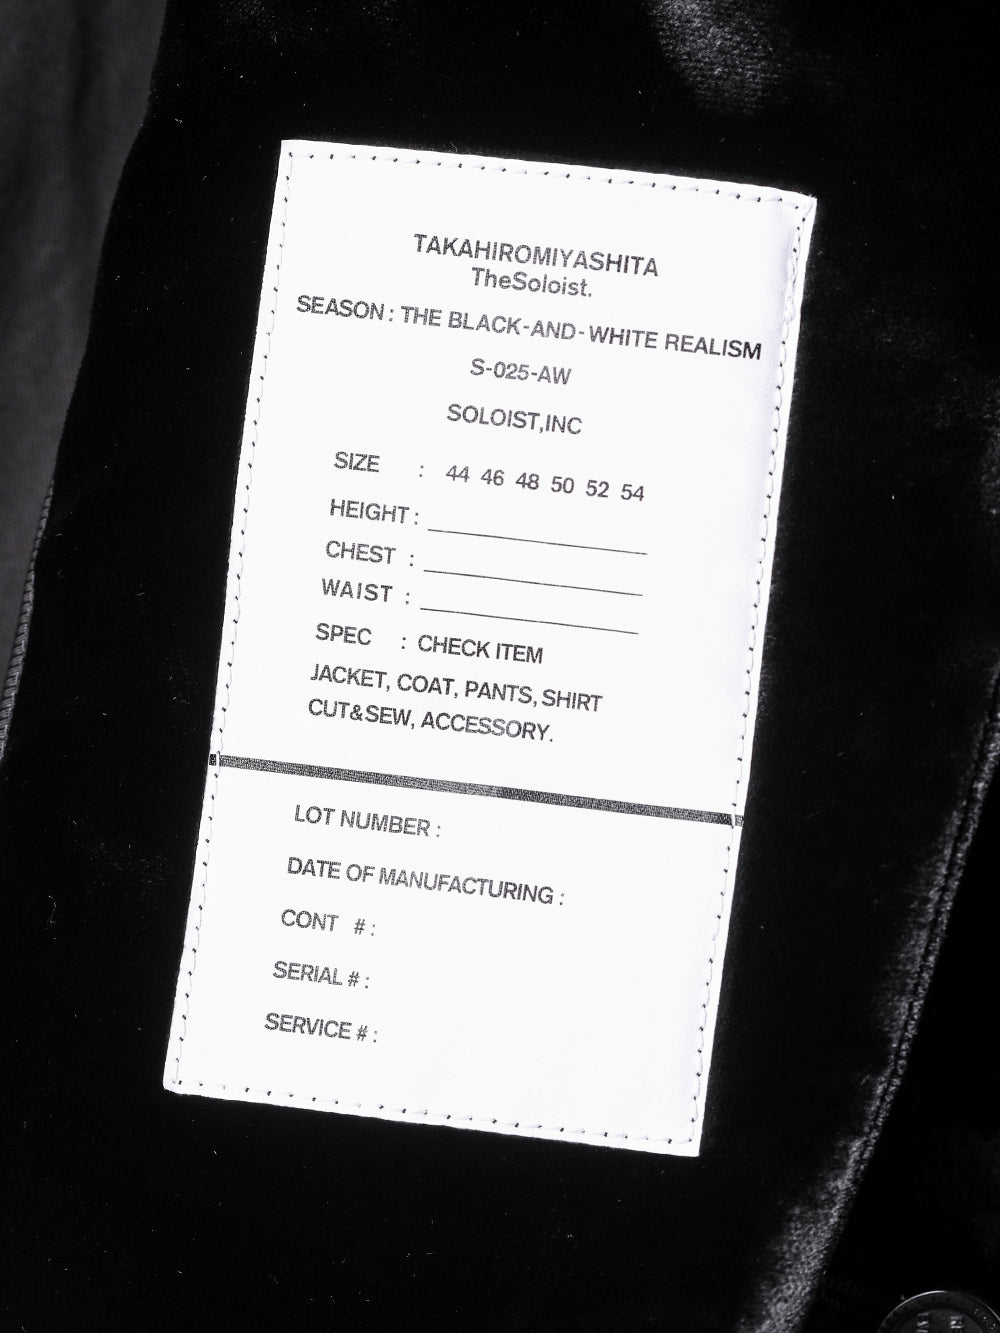 TAKAHIROMIYASHITA
TheSoloist.
SEASON : THE BLACK-AND-WHITE REALISM
S-025-AW
SOLOIST,INC
SIZE : 44 46 48 50 52 54
HEIGHT :
CHEST :
WAIST :
SPEC : CHECK ITEM
JACKET, COAT, PANTS, SHIRT
CUT&SEW, ACCESSORY.
LOT NUMBER :
DATE OF MANUFACTURING :
CONT # :
SERIAL # :
SERVICE # :